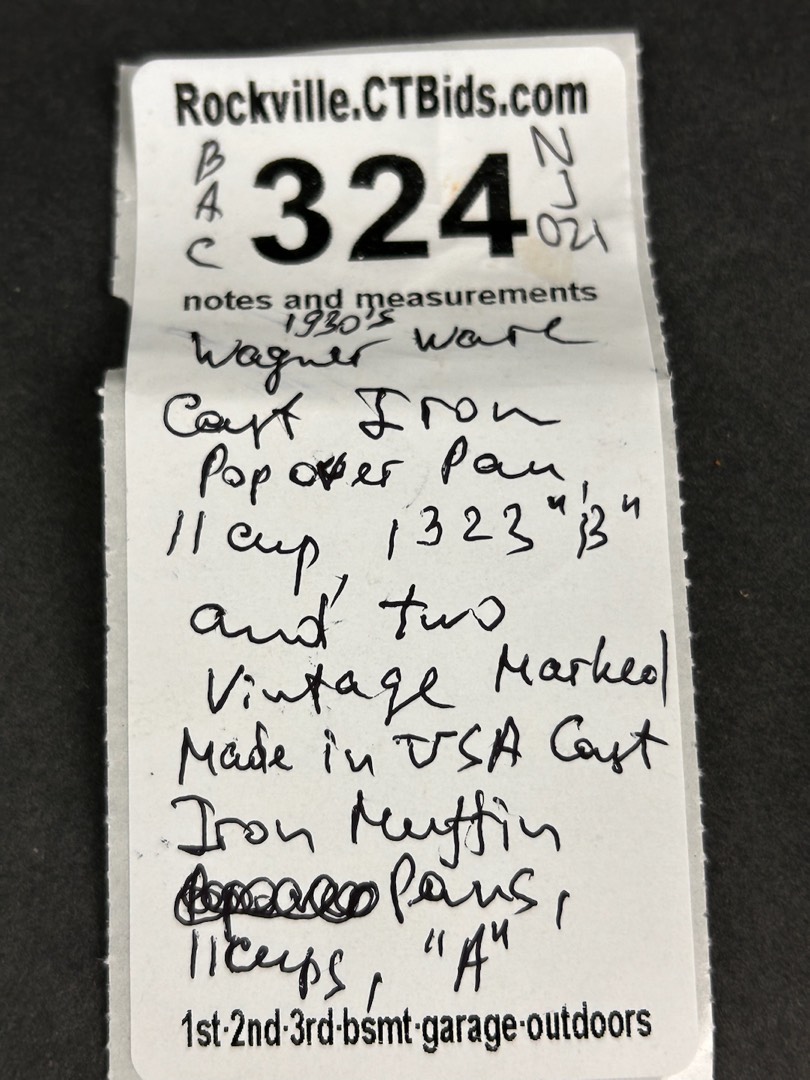 Rockville.CTBids.com
BAC
324
notes and measurements
1930's
Wagner Ware
Cast Iron
Popover Pan,
11 cup, 1323 "B"
and two
Vintage Marked
Made in USA Cast
Iron Muffin
Pans,
11 cups, "A"
1st·2nd·3rd·bsmt·garage·outdoors